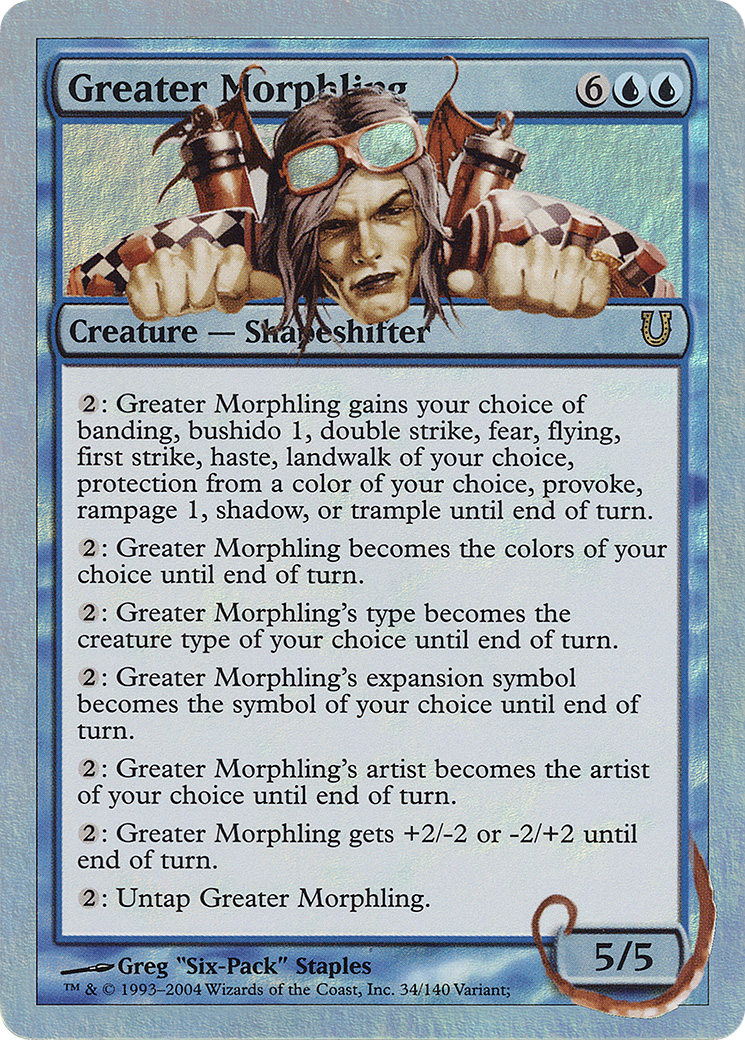 Greater Morphling
6
Creature — Shapeshifter
2: Greater Morphling gains your choice of
banding, bushido 1, double strike, fear, flying,
first strike, haste, landwalk of your choice,
protection from a color of your choice, provoke,
rampage 1, shadow, or trample until end of turn.
2: Greater Morphling becomes the colors of your
choice until end of turn.
2: Greater Morphling's type becomes the
creature type of your choice until end of turn.
2: Greater Morphling's expansion symbol
becomes the symbol of your choice until end of
turn.
2: Greater Morphling's artist becomes the artist
of your choice until end of turn.
2: Greater Morphling gets +2/-2 or -2/+2 until
end of turn.
2: Untap Greater Morphling.
5/5
Greg "Six-Pack" Staples
™ & © 1993–2004 Wizards of the Coast, Inc. 34/140 Variant;